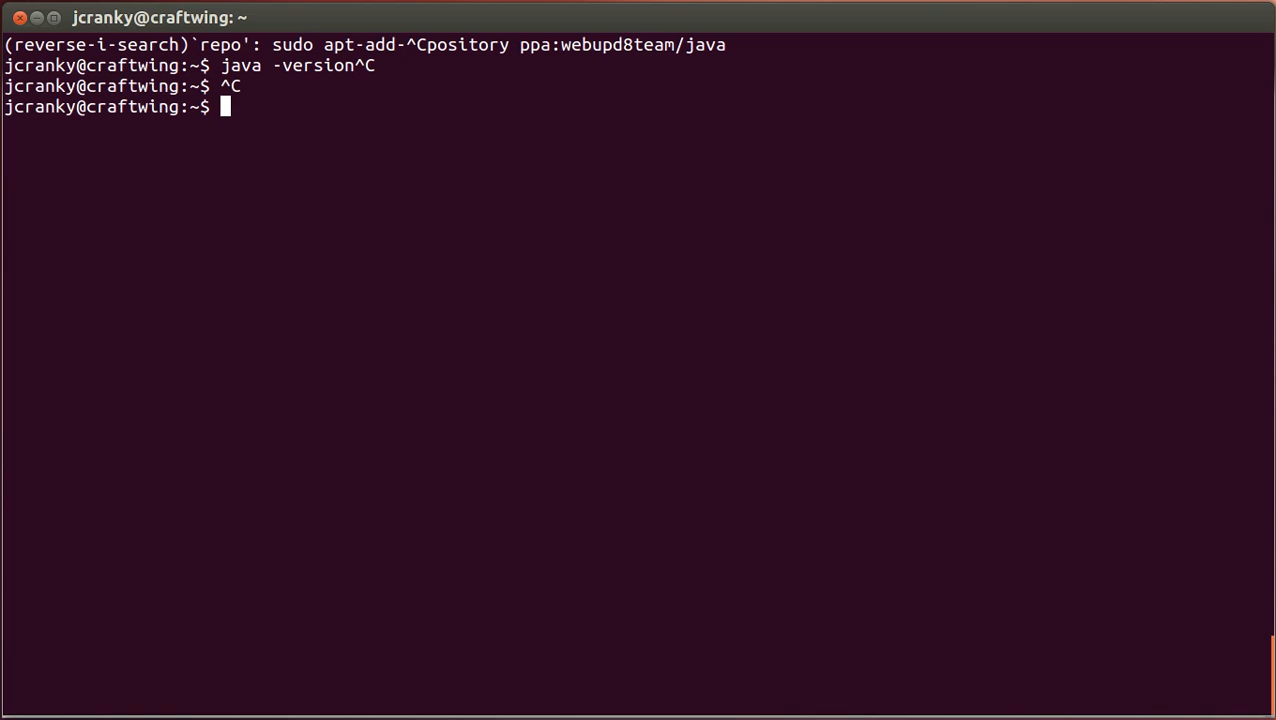 jcranky@craftwing: ~
(reverse-i-search)`repo': sudo apt-add-^Cpository ppa:webupd8team/java
jcranky@craftwing:~$ java -version^C
jcranky@craftwing:~$ ^C
jcranky@craftwing:~$